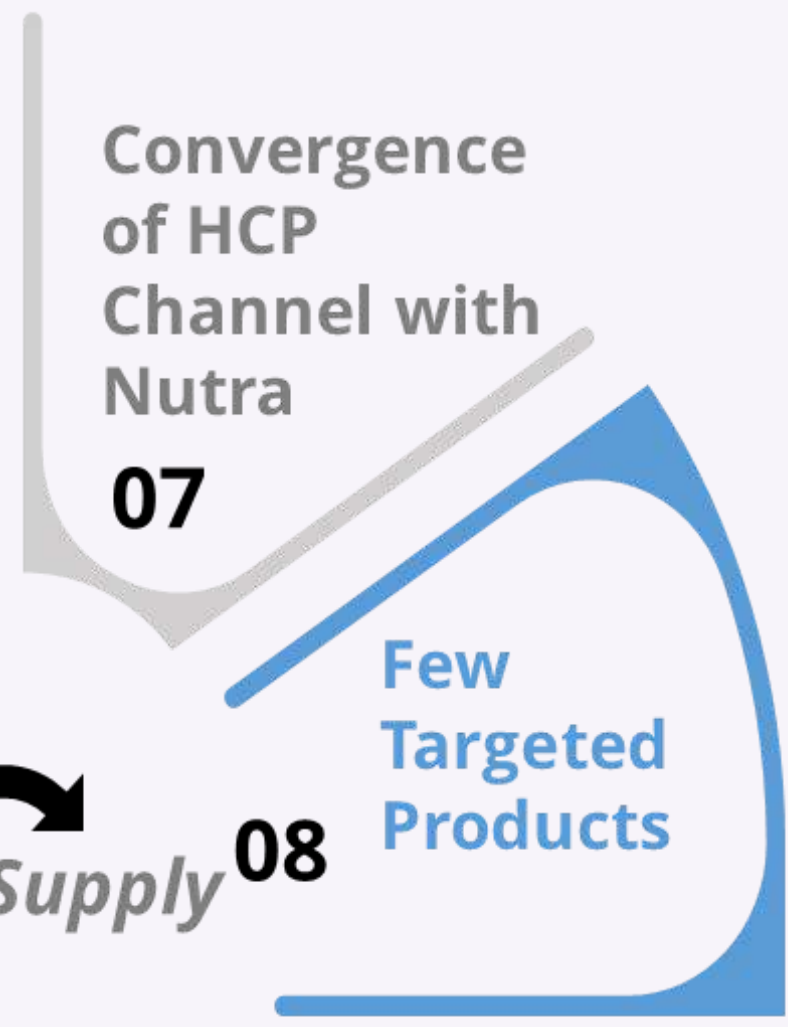 Convergence
of HCP
Channel with
Nutra
07
Few
Targeted
Products
08
Supply